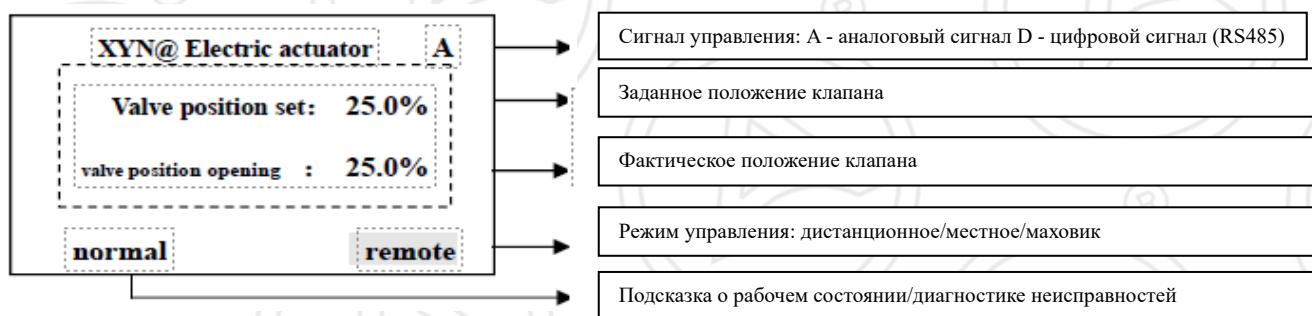 XYN@ Electric actuator A
Valve position set: 25.0%
valve position opening : 25.0%
normal remote
Сигнал управления: А - аналоговый сигнал D - цифровой сигнал (RS485)
Заданное положение клапана
Фактическое положение клапана
Режим управления: дистанционное/местное/маховик
Подсказка о рабочем состоянии/диагностике неисправностей